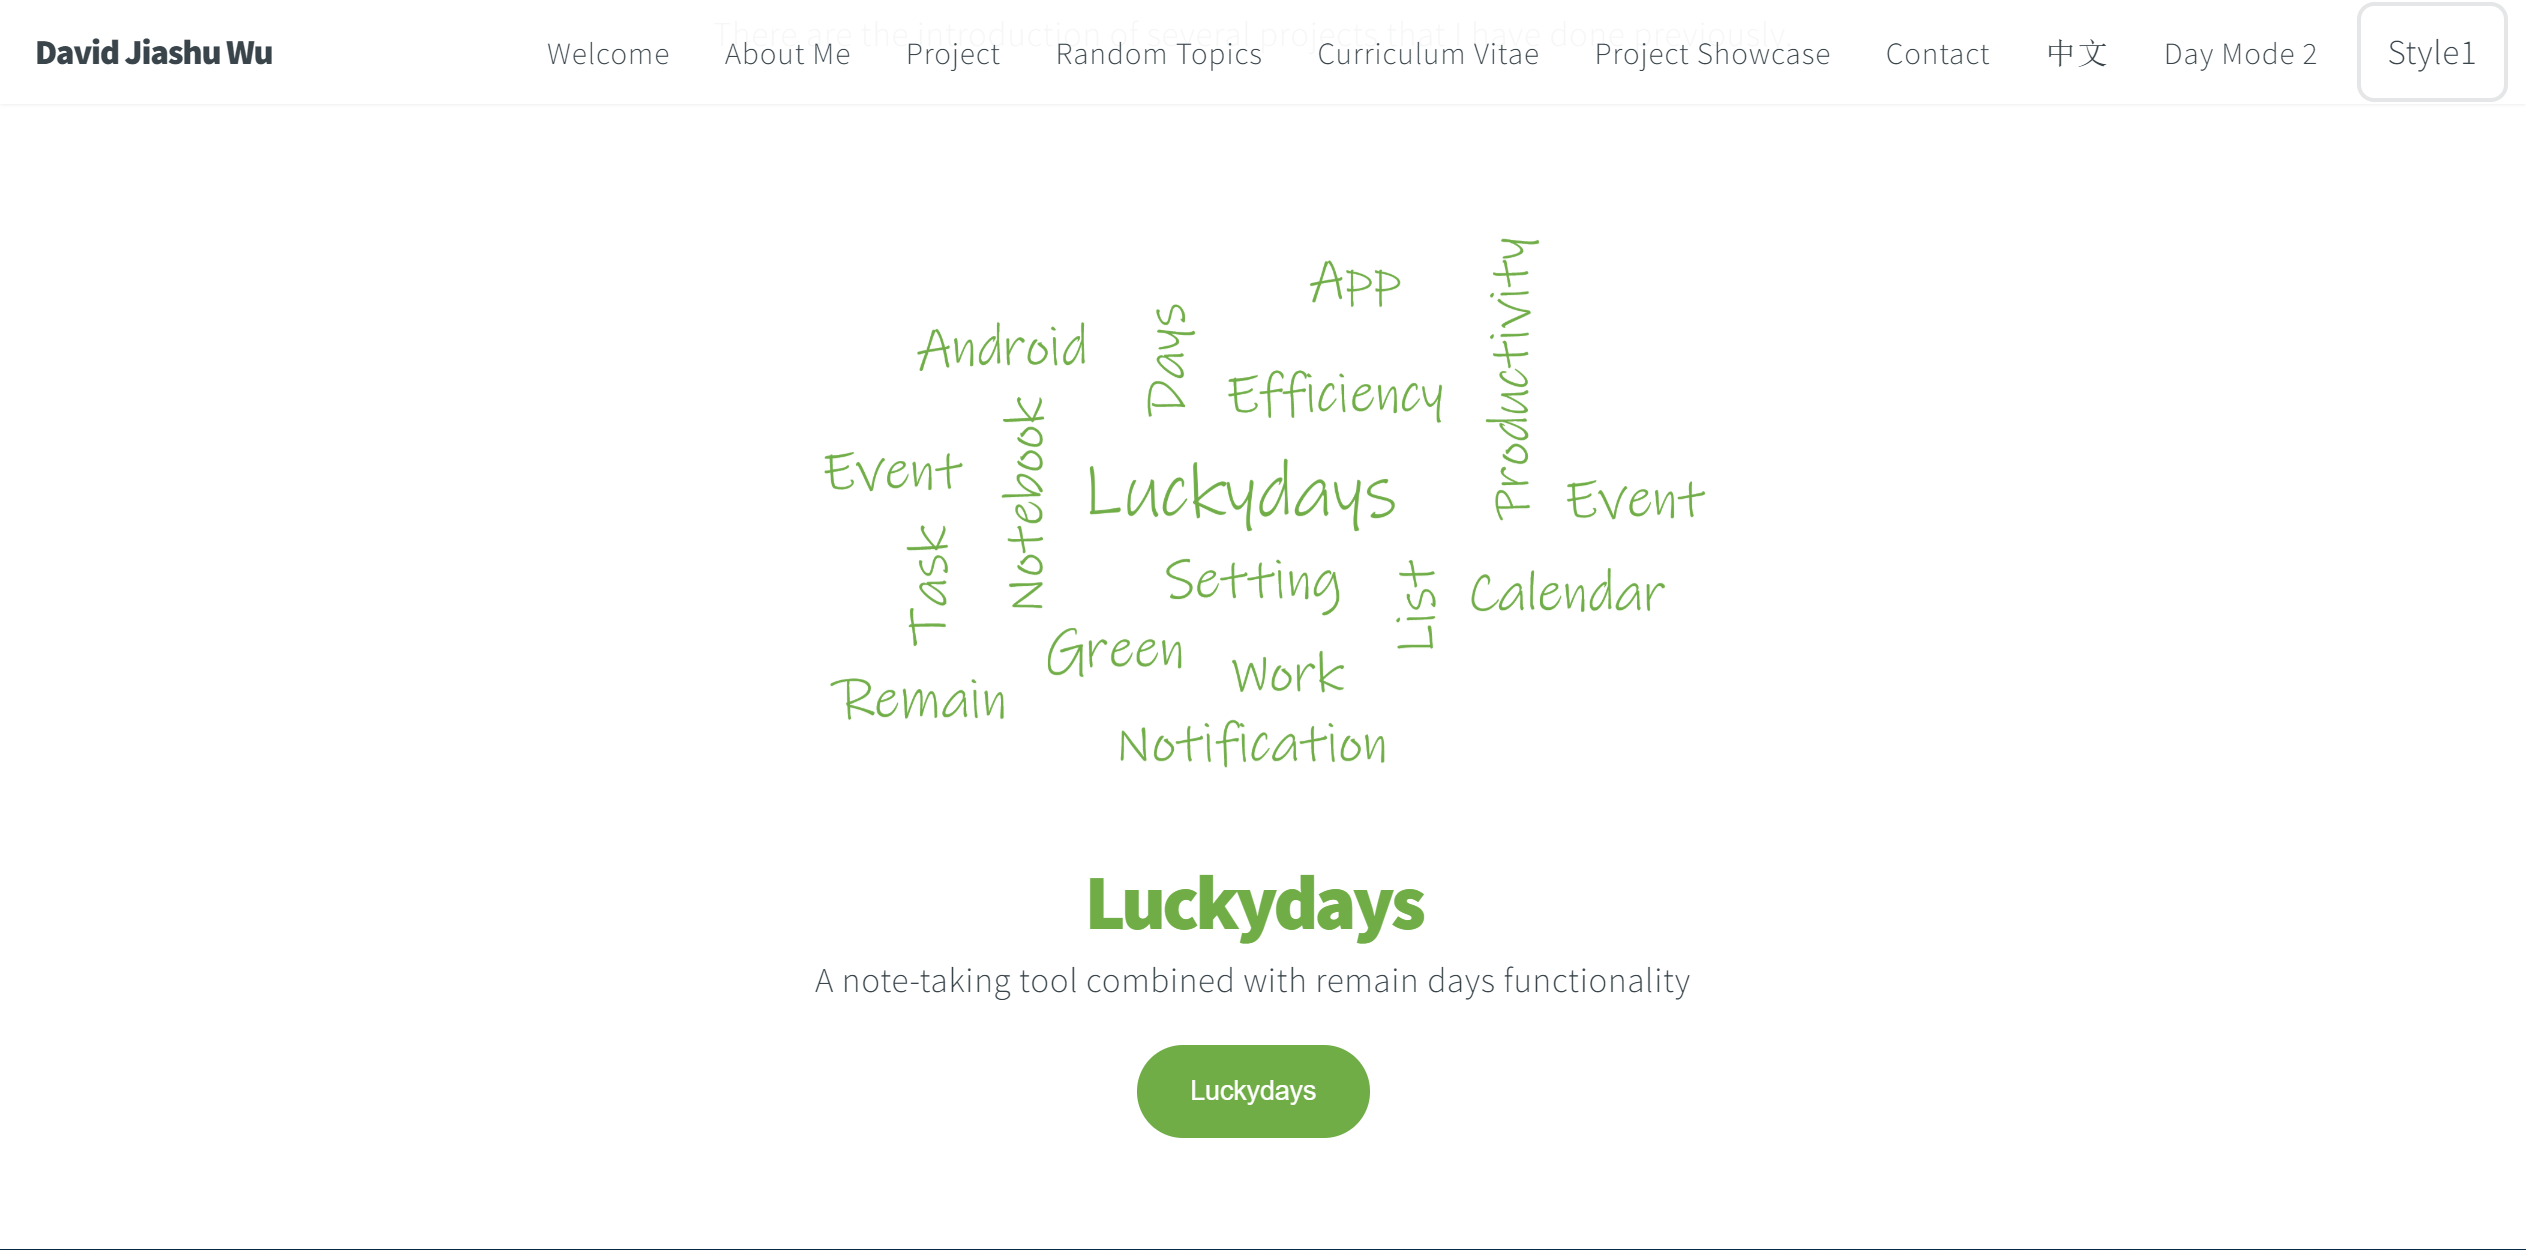 There are the introduction of several projects that I have done previously
David Jiashu Wu
Welcome
About Me
Project
Random Topics
Curriculum Vitae
Project Showcase
Contact
中文
Day Mode 2
Style1
App
Productivity
Android
Days
Efficiency
Notebook
Event
Luckydays
Event
Task
Setting
List
Calendar
Green
Work
Remain
Notification
Luckydays
A note-taking tool combined with remain days functionality
Luckydays